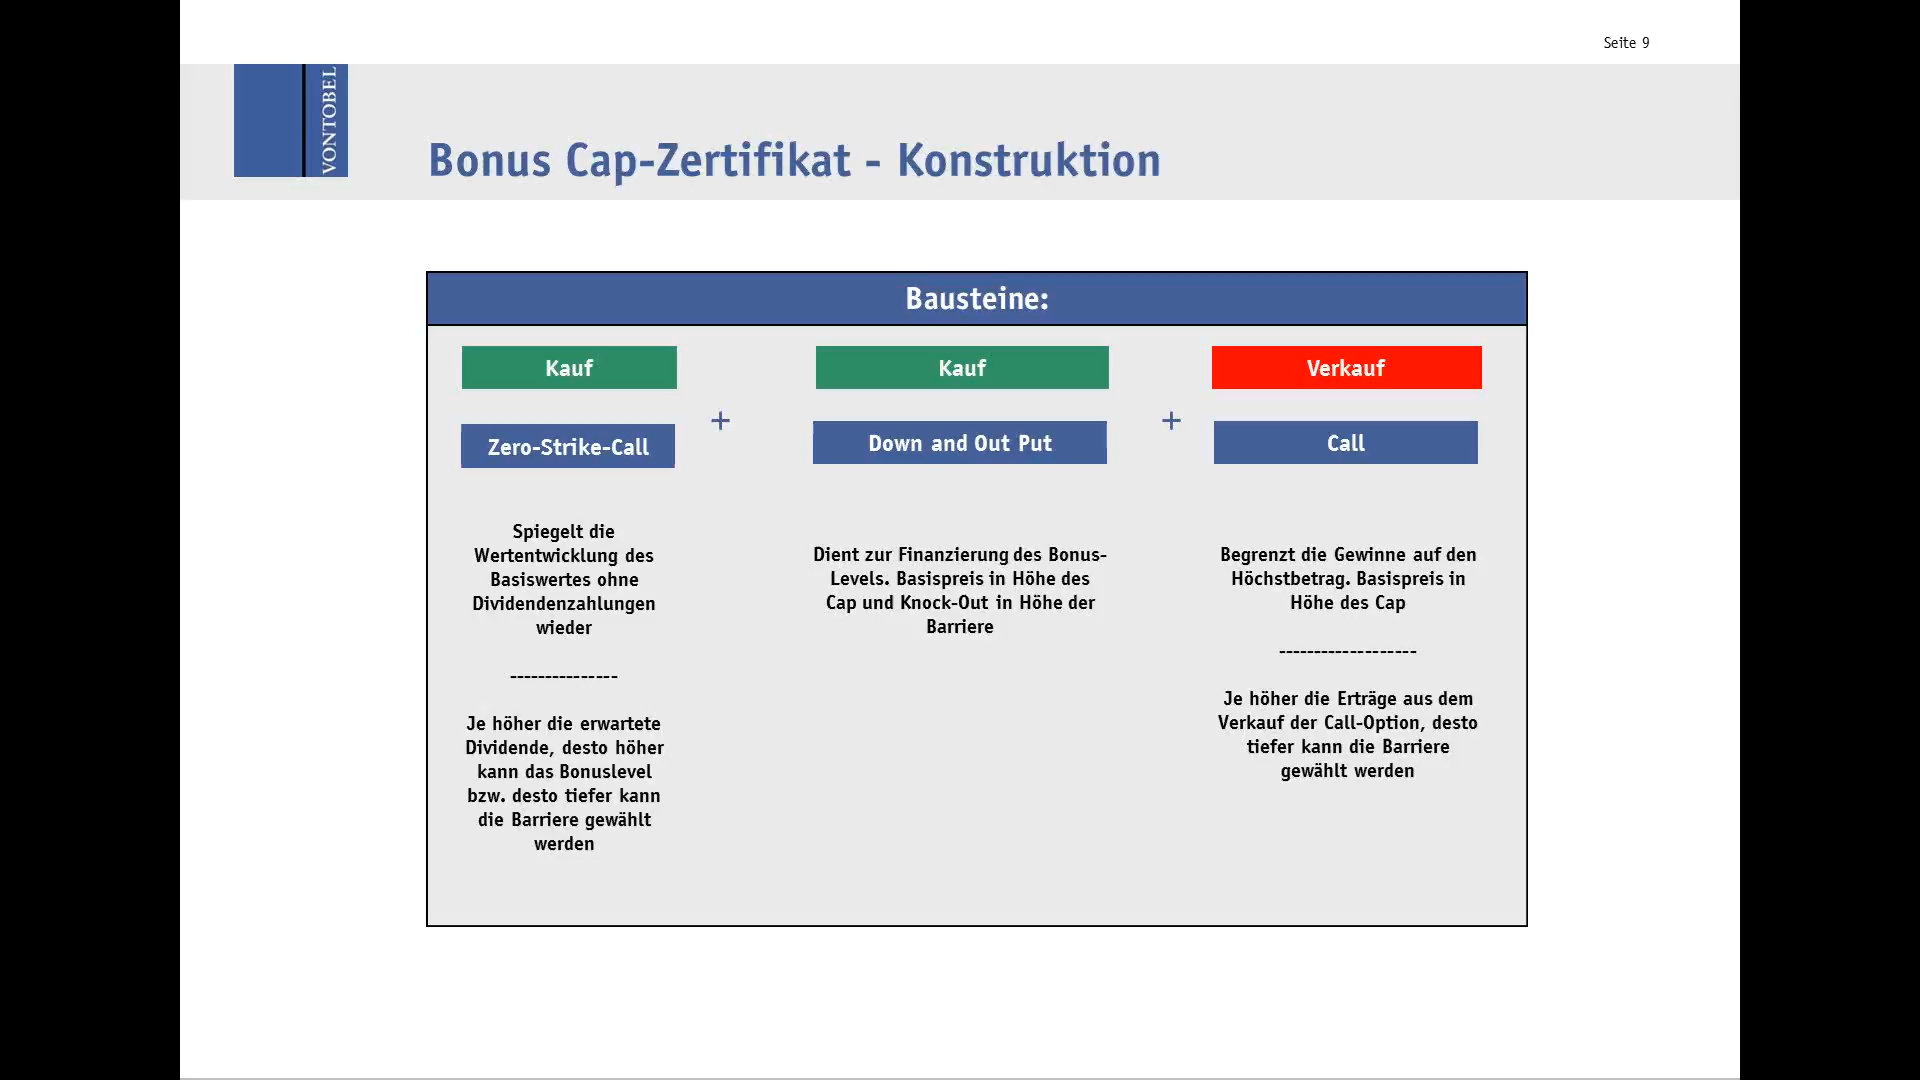 Seite 9
VONTOBEL
Bonus Cap-Zertifikat - Konstruktion
Bausteine:
Kauf
Zero-Strike-Call
Spiegelt die
Wertentwicklung des
Basiswertes ohne
Dividendenzahlungen
wieder
---------------
Je höher die erwartete
Dividende, desto höher
kann das Bonuslevel
bzw. desto tiefer kann
die Barriere gewählt
werden
+
Kauf
Down and Out Put
Dient zur Finanzierung des Bonus-
Levels. Basispreis in Höhe des
Cap und Knock-Out in Höhe der
Barriere
+
Verkauf
Call
Begrenzt die Gewinne auf den
Höchstbetrag. Basispreis in
Höhe des Cap
-------------------
Je höher die Erträge aus dem
Verkauf der Call-Option, desto
tiefer kann die Barriere
gewählt werden